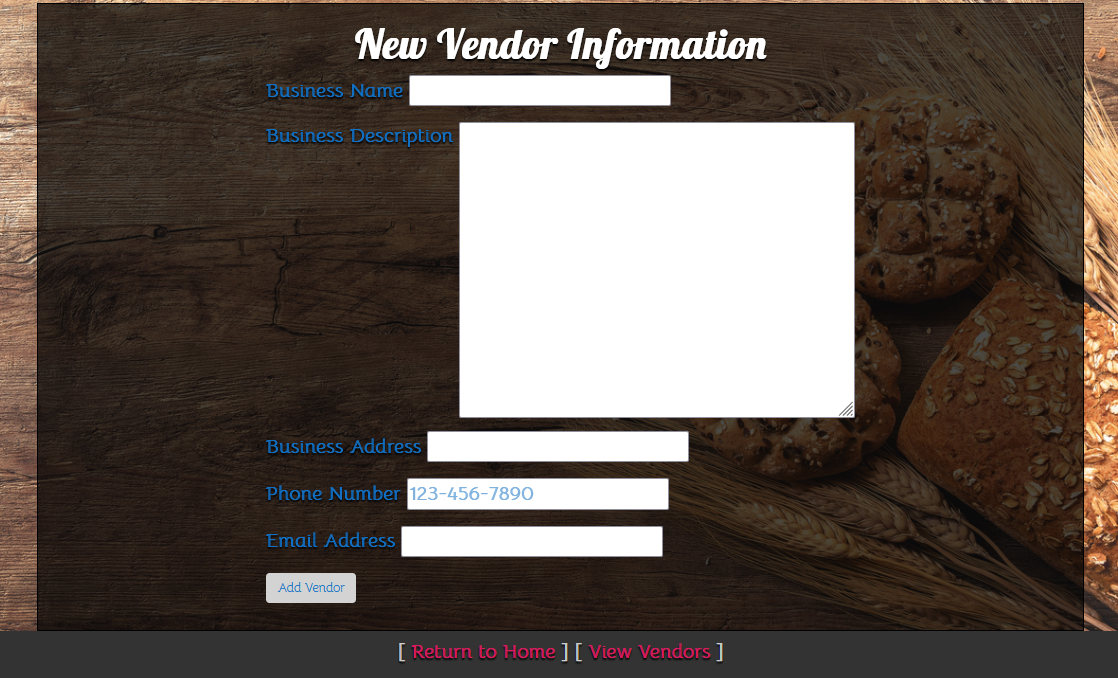 New Vendor Information
Business Name
Business Description
Business Address
Phone Number 123-456-7890
Email Address
Add Vendor
[ Return to Home ] [ View Vendors ]